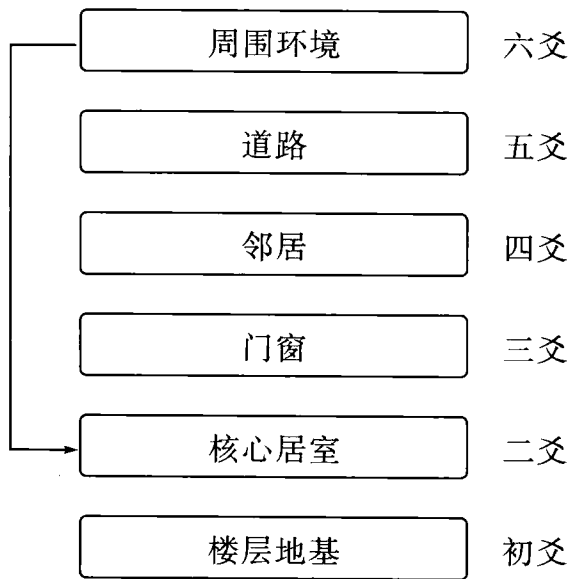 周围环境 六爻
道路 五爻
邻居 四爻
门窗 三爻
核心居室 二爻
楼层地基 初爻